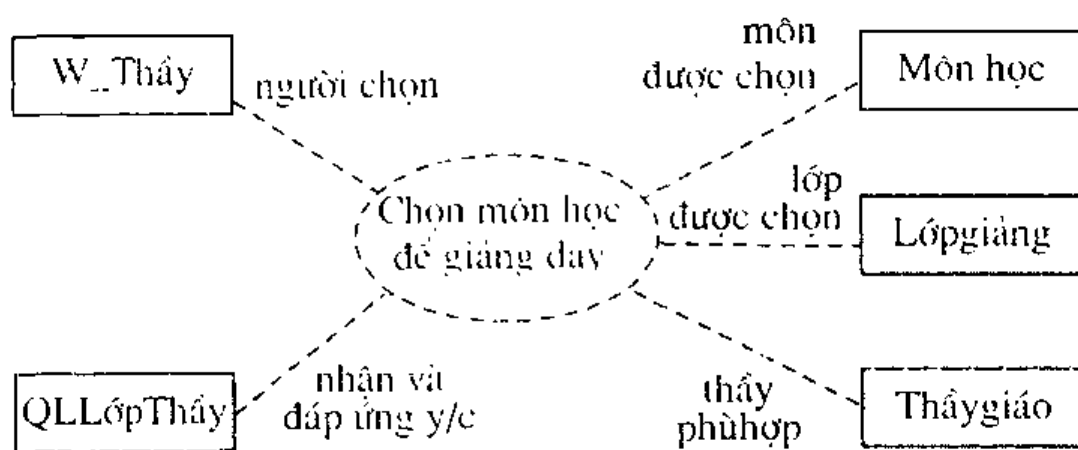 W_Thầy
người chọn
môn
được chọn
Môn học
Chọn môn học
để giảng dạy
lớp
được chọn
Lớpgiảng
QLLớpThầy
nhận và
đáp ứng y/c
thầy
phùhợp
Thầygiáo